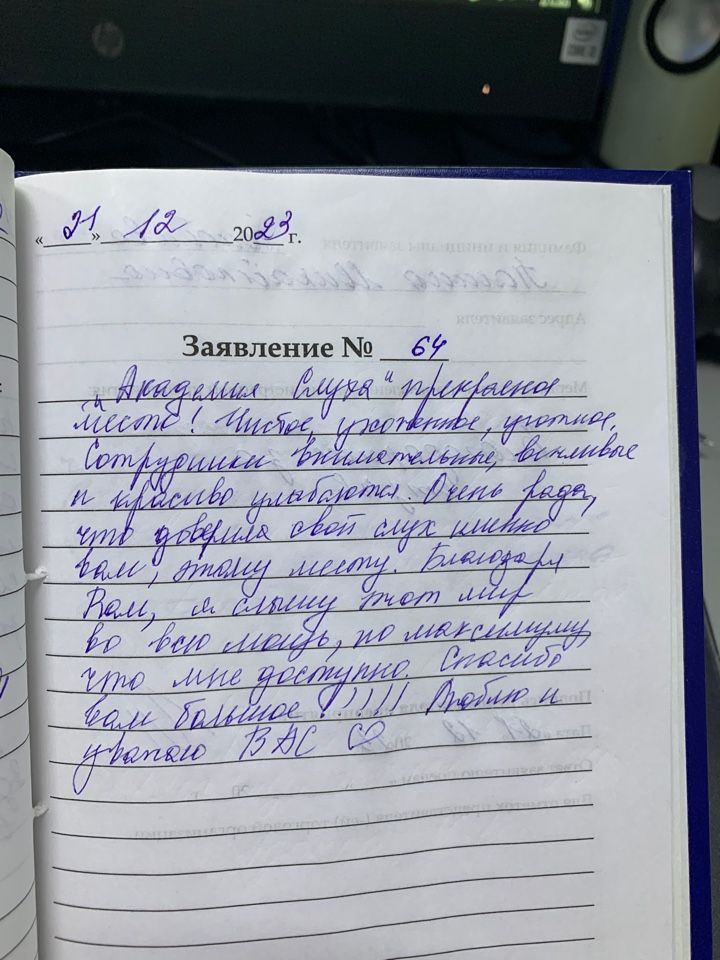 « 21 » 12 2023 г.
Заявление № 64
„Академия Слуха" прекрасное
место! Чистое, ухоженное, уютное.
Сотрудники внимательные, вежливые
и красиво улыбаются. Очень рада,
что доверила свой слух именно
вам, этому месту. Благодаря
Вам, я слышу этот мир
во всю мощь, по максимуму,
что мне доступно. Спасибо
вам большое!!!!!! Люблю и
уважаю ВАС ♡